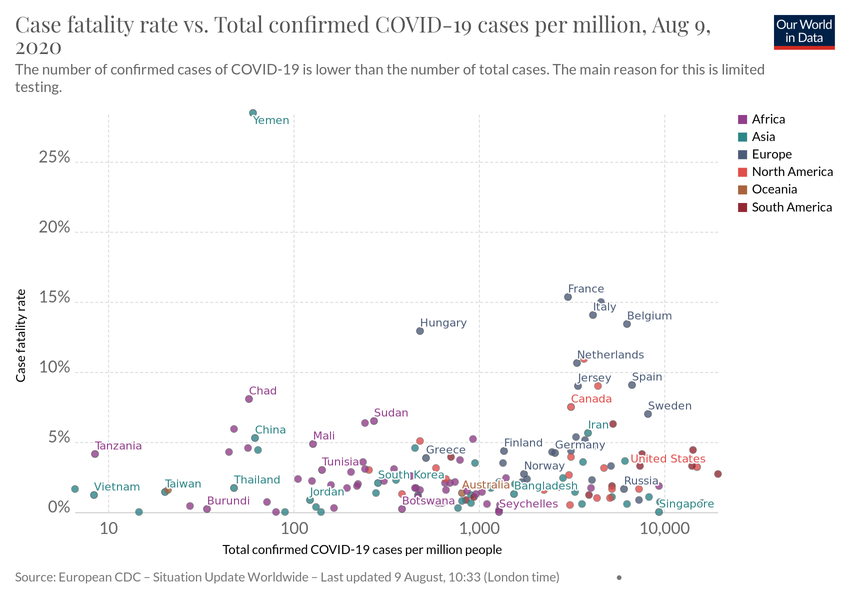 Case fatality rate vs. Total confirmed COVID-19 cases per million, Aug 9,
2020
Our World
in Data
The number of confirmed cases of COVID-19 is lower than the number of total cases. The main reason for this is limited
testing.
Africa
Asia
Europe
North America
Oceania
South America
Case fatality rate
25%
20%
15%
10%
5%
0%
Yemen
France
Italy
Belgium
Hungary
Netherlands
Jersey
Spain
Chad
Canada
Sweden
Sudan
China
Mali
Iran
Tanzania
Greece
Finland
Germany
Tunisia
United States
Norway
South Korea
Vietnam
Taiwan
Thailand
Australia
Bangladesh
Russia
Jordan
Burundi
Botswana
Seychelles
Singapore
10
100
1,000
10,000
Total confirmed COVID-19 cases per million people
Source: European CDC – Situation Update Worldwide – Last updated 9 August, 10:33 (London time)